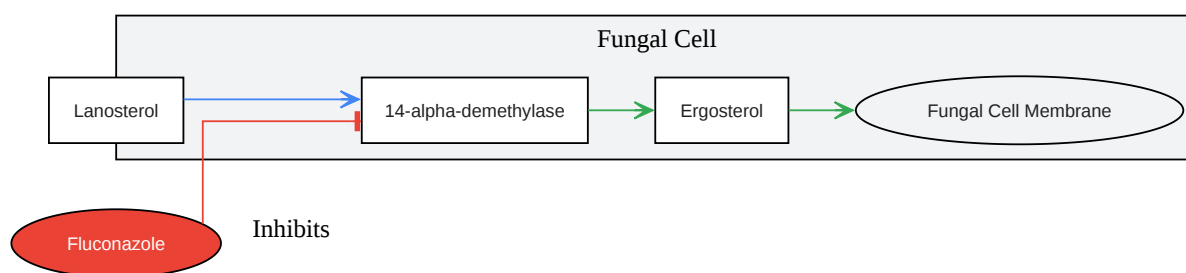 Fungal Cell
Lanosterol
14-alpha-demethylase
Ergosterol
Fungal Cell Membrane
Inhibits
Fluconazole